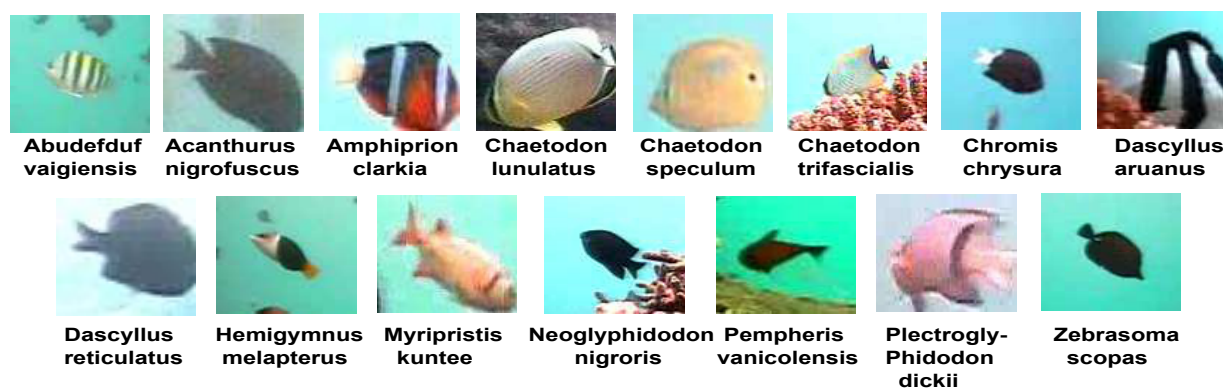 Abudefduf
vaigiensis
Acanthurus
nigrofuscus
Amphiprion
clarkia
Chaetodon
lunulatus
Chaetodon
speculum
Chaetodon
trifascialis
Chromis
chrysura
Dascyllus
aruanus
Dascyllus
reticulatus
Hemigymnus
melapterus
Myripristis
kuntee
Neoglyphidodon
nigroris
Pempheris
vanicolensis
Plectrogly-
Phidodon
dickii
Zebrasoma
scopas